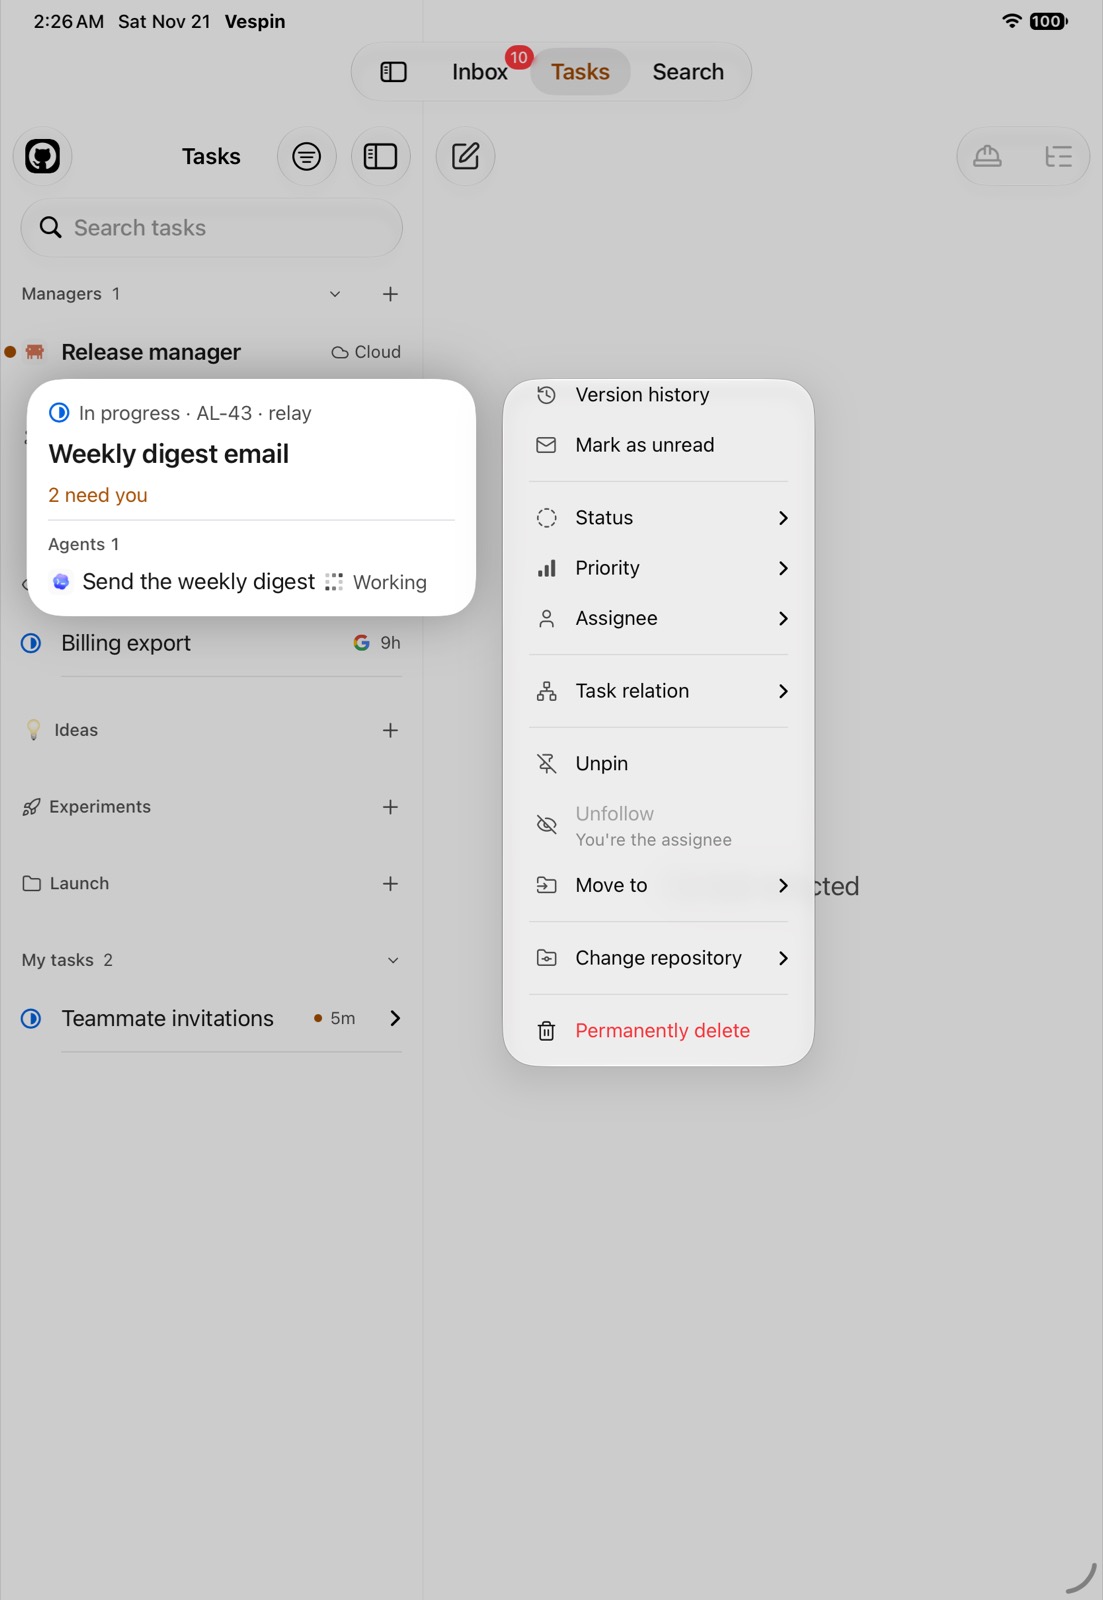 2:26 AM Sat Nov 21 Vespin
100
Inbox 10 Tasks Search
Tasks
Search tasks
Managers 1
Release manager Cloud
In progress · AL-43 · relay
Weekly digest email
2 need you
Agents 1
Send the weekly digest Working
Billing export 9h
Ideas
Experiments
Launch
My tasks 2
Teammate invitations 5m
Version history
Mark as unread
Status
Priority
Assignee
Task relation
Unpin
Unfollow
You're the assignee
Move to
Change repository
Permanently delete